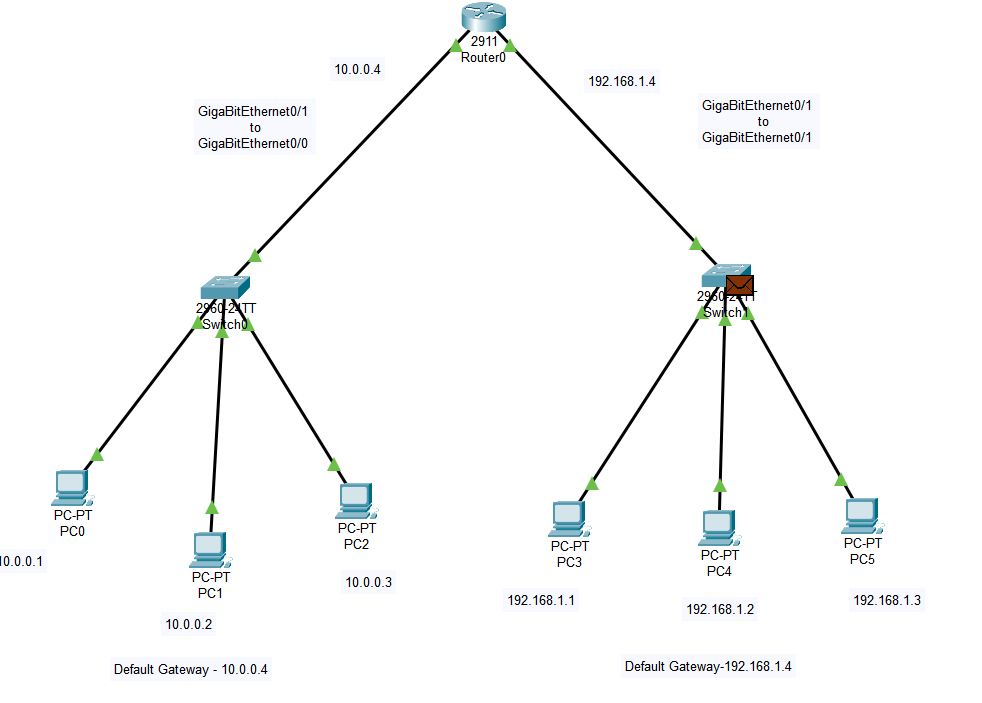 2911
Router0
10.0.0.4
192.168.1.4
GigaBitEthernet0/1
to
GigaBitEthernet0/0
GigaBitEthernet0/1
to
GigaBitEthernet0/1
2960-24TT
Switch0
2960-24TT
Switch1
PC-PT
PC0
PC-PT
PC1
PC-PT
PC2
PC-PT
PC3
PC-PT
PC4
PC-PT
PC5
10.0.0.1
10.0.0.2
10.0.0.3
192.168.1.1
192.168.1.2
192.168.1.3
Default Gateway - 10.0.0.4
Default Gateway-192.168.1.4